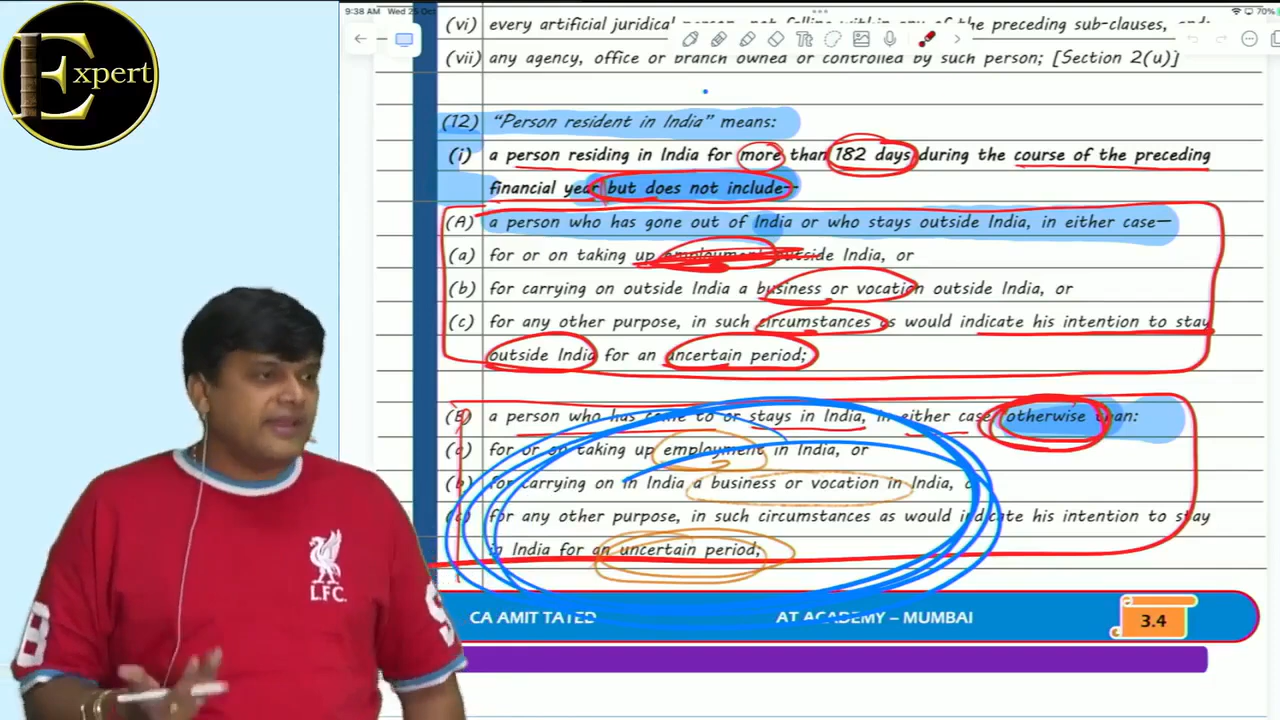 9:38 AM Wed 25
70%
Expert
(vi) every artificial juridical person, not falling within any of the preceding sub-clauses, and
(vii) any agency, office or branch owned or controlled by such person; [Section 2(u)]
(12) “Person resident in India” means:
(i) a person residing in India for more than 182 days during the course of the preceding
financial year but does not include—
(A) a person who has gone out of India or who stays outside India, in either case—
(a) for or on taking up employment outside India, or
(b) for carrying on outside India a business or vocation outside India, or
(c) for any other purpose, in such circumstances as would indicate his intention to stay
outside India for an uncertain period;
(B) a person who has come to or stays in India, in either case otherwise than:
(a) for or on taking up employment in India, or
(b) for carrying on in India a business or vocation in India, or
(c) for any other purpose, in such circumstances as would indicate his intention to stay
in India for an uncertain period;
CA AMIT TATED AT ACADEMY – MUMBAI 3.4
L.F.C.
8